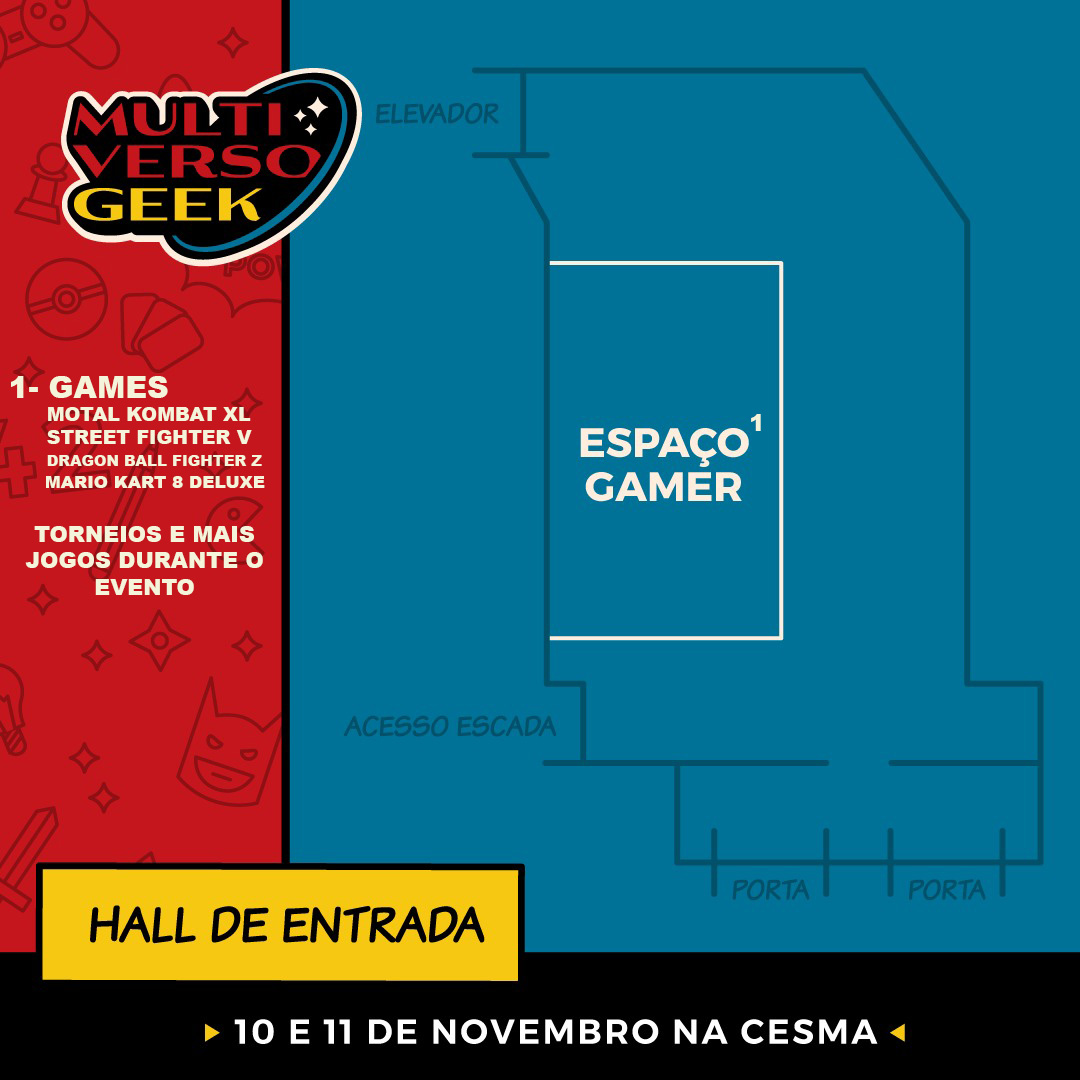 MULTI
VERSO
GEEK
POW
1- GAMES
MOTAL KOMBAT XL
STREET FIGHTER V
DRAGON BALL FIGHTER Z
MARIO KART 8 DELUXE
TORNEIOS E MAIS
JOGOS DURANTE O
EVENTO
ELEVADOR
ESPAÇO¹
GAMER
ACESSO ESCADA
PORTA
PORTA
HALL DE ENTRADA
10 E 11 DE NOVEMBRO NA CESMA